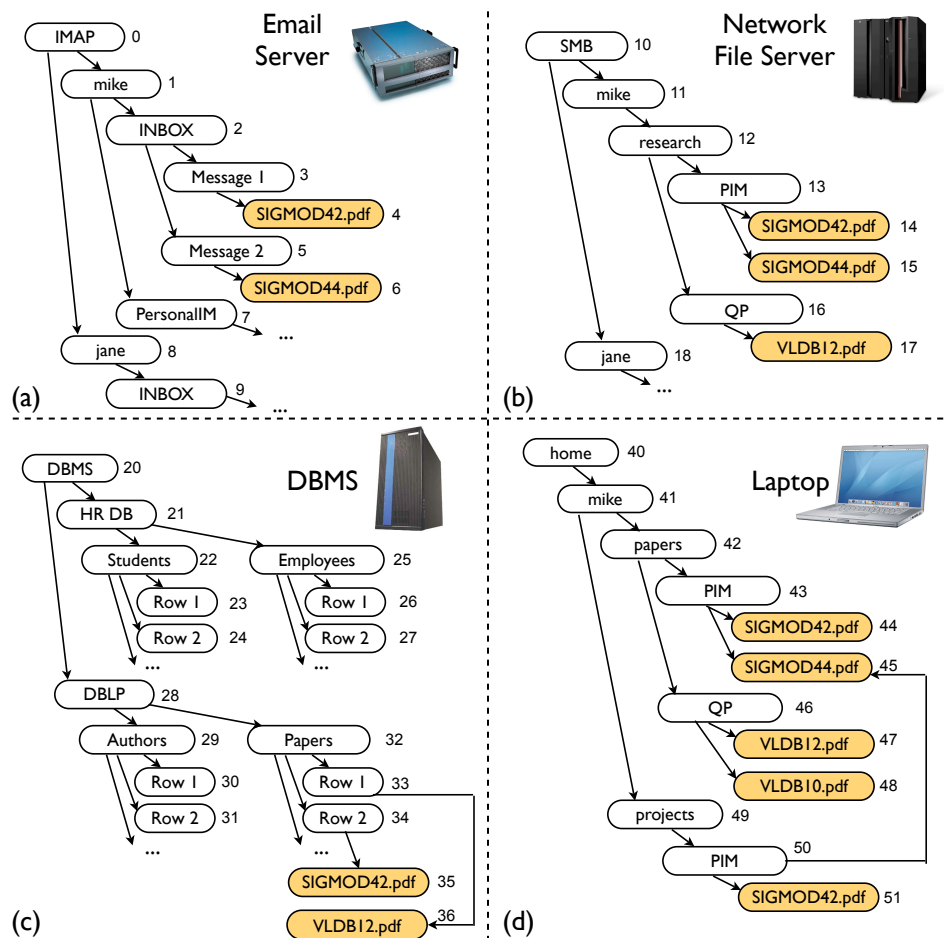 Email
Server
IMAP 0
mike 1
INBOX 2
Message 1 3
SIGMOD42.pdf 4
Message 2 5
SIGMOD44.pdf 6
PersonalIM 7
...
jane 8
INBOX 9
...
(a)
Network
File Server
SMB 10
mike 11
research 12
PIM 13
SIGMOD42.pdf 14
SIGMOD44.pdf 15
QP 16
VLDB12.pdf 17
jane 18
...
(b)
DBMS
DBMS 20
HR DB 21
Students 22
Employees 25
Row 1 23
Row 1 26
Row 2 24
Row 2 27
...
...
DBLP 28
Authors 29
Papers 32
Row 1 30
Row 1 33
Row 2 31
Row 2 34
...
...
SIGMOD42.pdf 35
VLDB12.pdf 36
(c)
Laptop
home 40
mike 41
papers 42
PIM 43
SIGMOD42.pdf 44
SIGMOD44.pdf 45
QP 46
VLDB12.pdf 47
VLDB10.pdf 48
projects 49
PIM 50
SIGMOD42.pdf 51
(d)